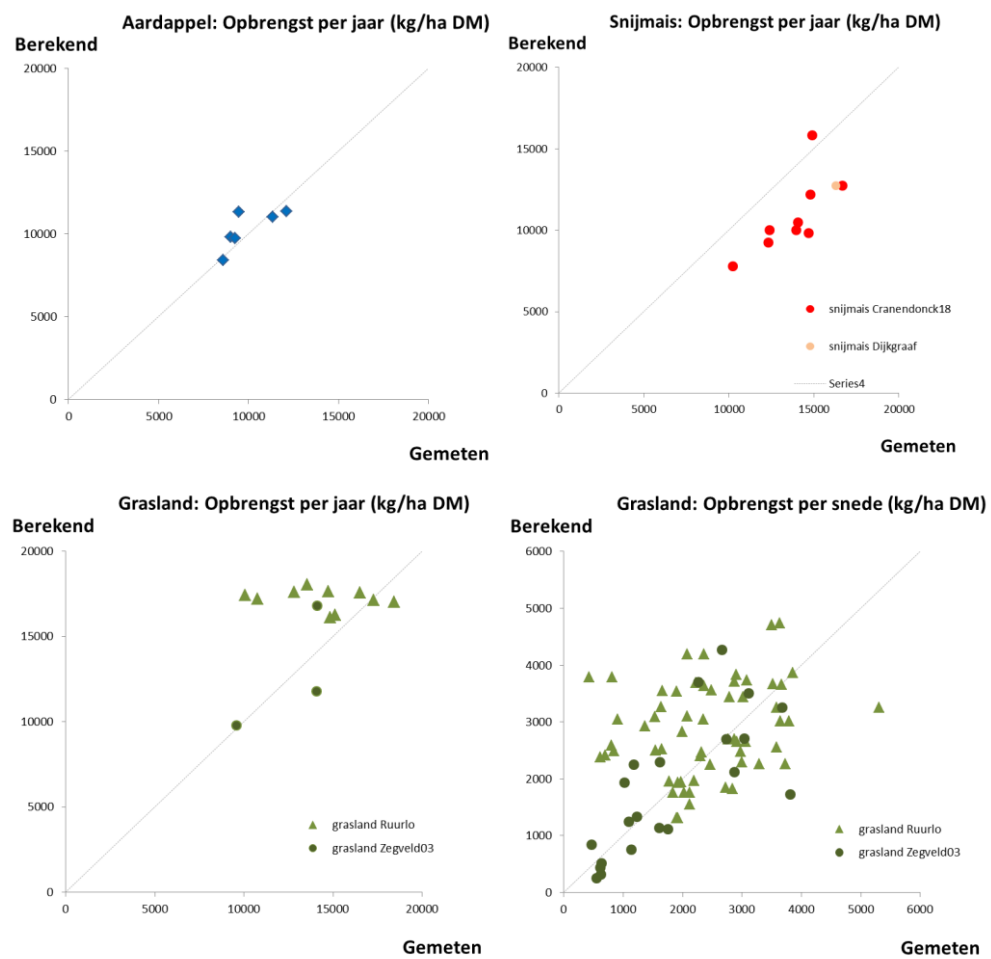 Aardappel: Opbrengst per jaar (kg/ha DM)
Berekend
20000
15000
10000
5000
0
0 5000 10000 15000 20000
Gemeten
Snijmais: Opbrengst per jaar (kg/ha DM)
Berekend
20000
15000
10000
5000
0
snijmais Cranendonck18
snijmais Dijkgraaf
Series4
0 5000 10000 15000 20000
Gemeten
Grasland: Opbrengst per jaar (kg/ha DM)
Berekend
20000
15000
10000
5000
0
grasland Ruurlo
grasland Zegveld03
0 5000 10000 15000 20000
Gemeten
Grasland: Opbrengst per snede (kg/ha DM)
Berekend
6000
5000
4000
3000
2000
1000
0
grasland Ruurlo
grasland Zegveld03
0 1000 2000 3000 4000 5000 6000
Gemeten